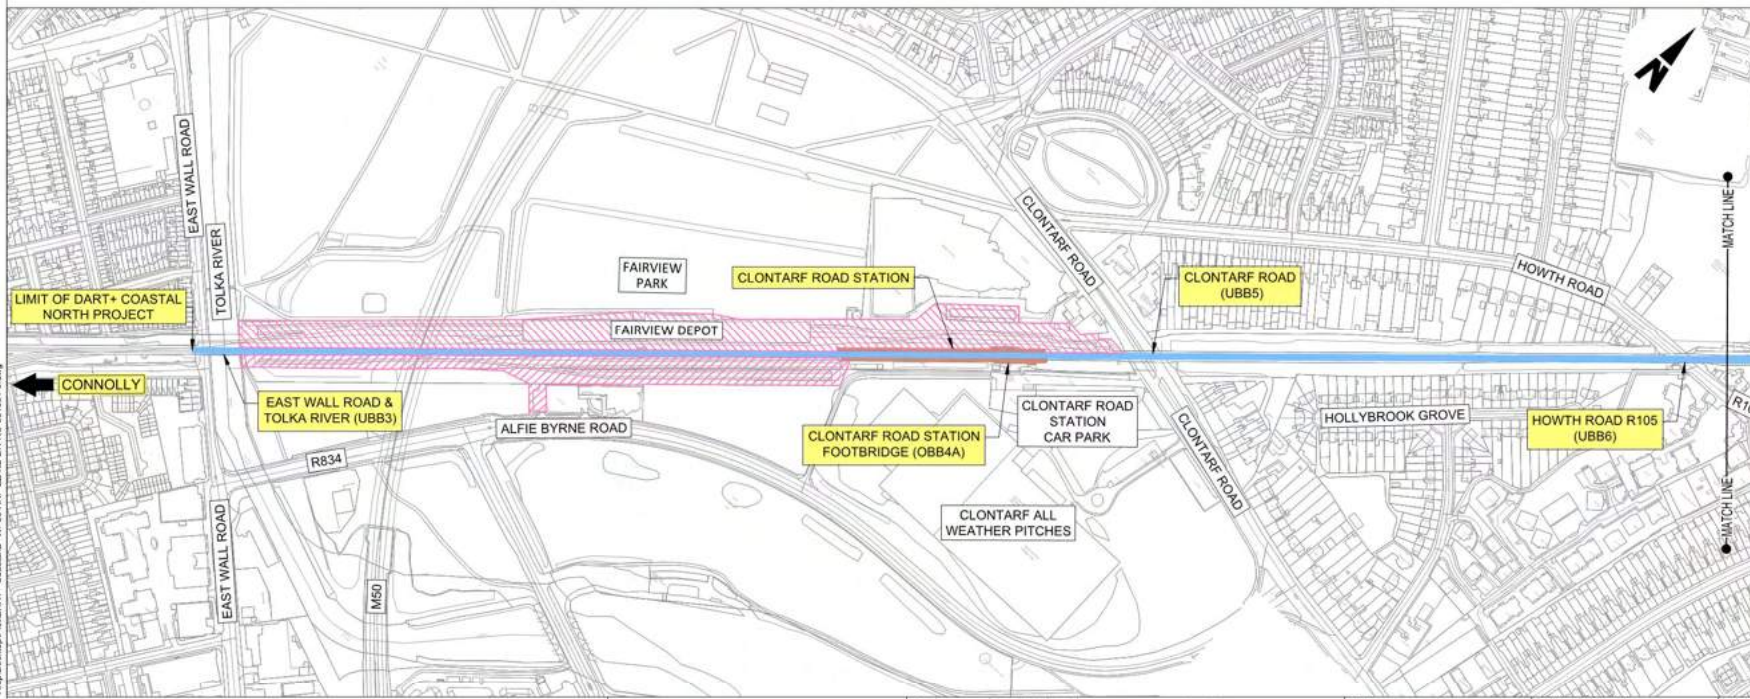 N
EAST WALL ROAD
TOLKA RIVER
CLONTARF ROAD
MATCH LINE
HOWTH ROAD
FAIRVIEW
PARK
CLONTARF ROAD STATION
CLONTARF ROAD
(UBB5)
LIMIT OF DART+ COASTAL
NORTH PROJECT
FAIRVIEW DEPOT
CONNOLLY
EAST WALL ROAD &
TOLKA RIVER (UBB3)
ALFIE BYRNE ROAD
CLONTARF ROAD STATION
FOOTBRIDGE (OBB4A)
CLONTARF ROAD
STATION
CAR PARK
CLONTARF ROAD
HOLLYBROOK GROVE
HOWTH ROAD R105
(UBB6)
R834
CLONTARF ALL
WEATHER PITCHES
MATCH LINE
EAST WALL ROAD
M50